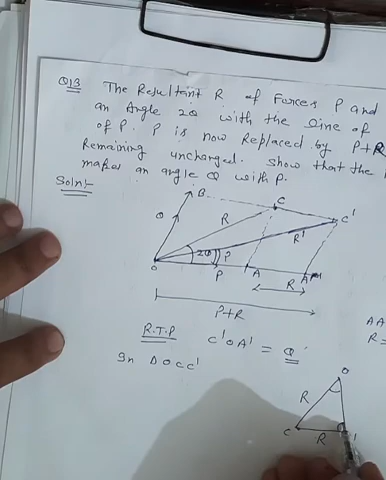 Q13 The Resultant R of Forces P and
an Angle 2θ with the line of
of P. P is now Replaced by P+R
Remaining unchanged. Show that the
makes an angle θ with P.
Soln:-
B
C
C'
Q
R
R'
2θ
θ
O
P
A
R
A'
P+R
R.T.P C'OA' = θ
In ΔOCC'
AA
R =
O
R
C
R